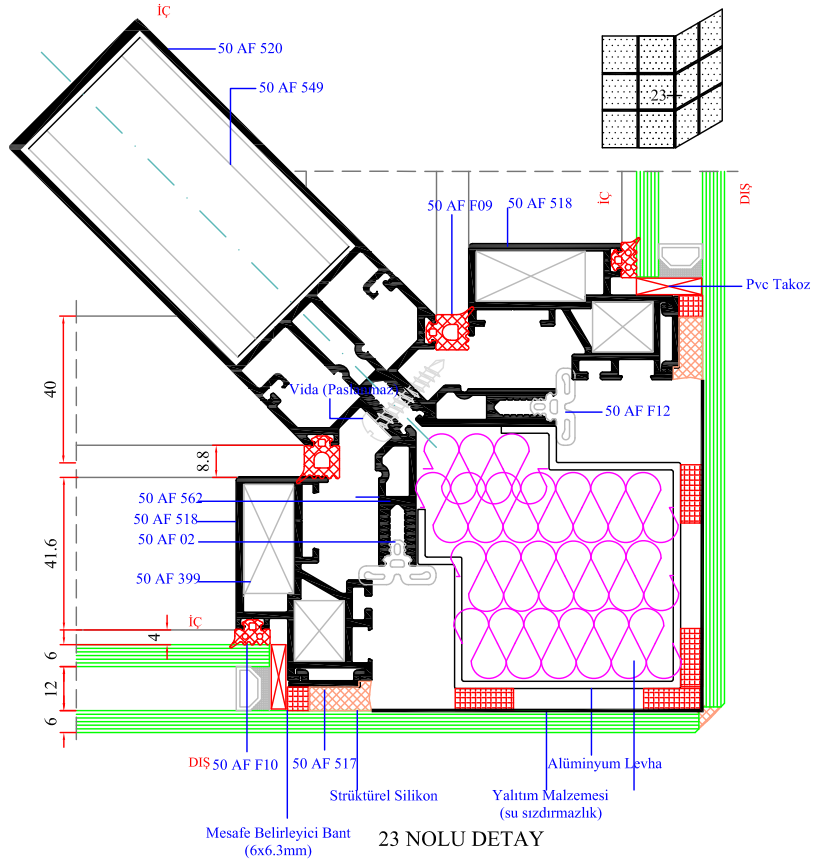 İÇ
50 AF 520
50 AF 549
23
50 AF F09
50 AF 518
İÇ
DIŞ
Pvc Takoz
40
Vida (Paslanmaz)
50 AF F12
8.8
50 AF 562
50 AF 518
50 AF 02
41.6
50 AF 399
İÇ
4
6
12
6
DIŞ
50 AF F10
50 AF 517
Alüminyum Levha
Strüktürel Silikon
Yalıtım Malzemesi
(su sızdırmazlık)
Mesafe Belirleyici Bant
(6x6.3mm)
23 NOLU DETAY